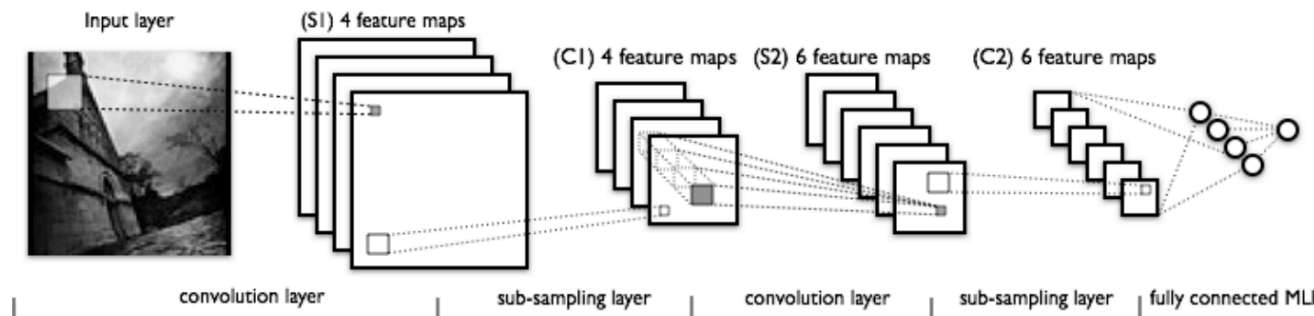 Input layer
(S1) 4 feature maps
(C1) 4 feature maps
(S2) 6 feature maps
(C2) 6 feature maps
convolution layer
sub-sampling layer
convolution layer
sub-sampling layer
fully connected ML